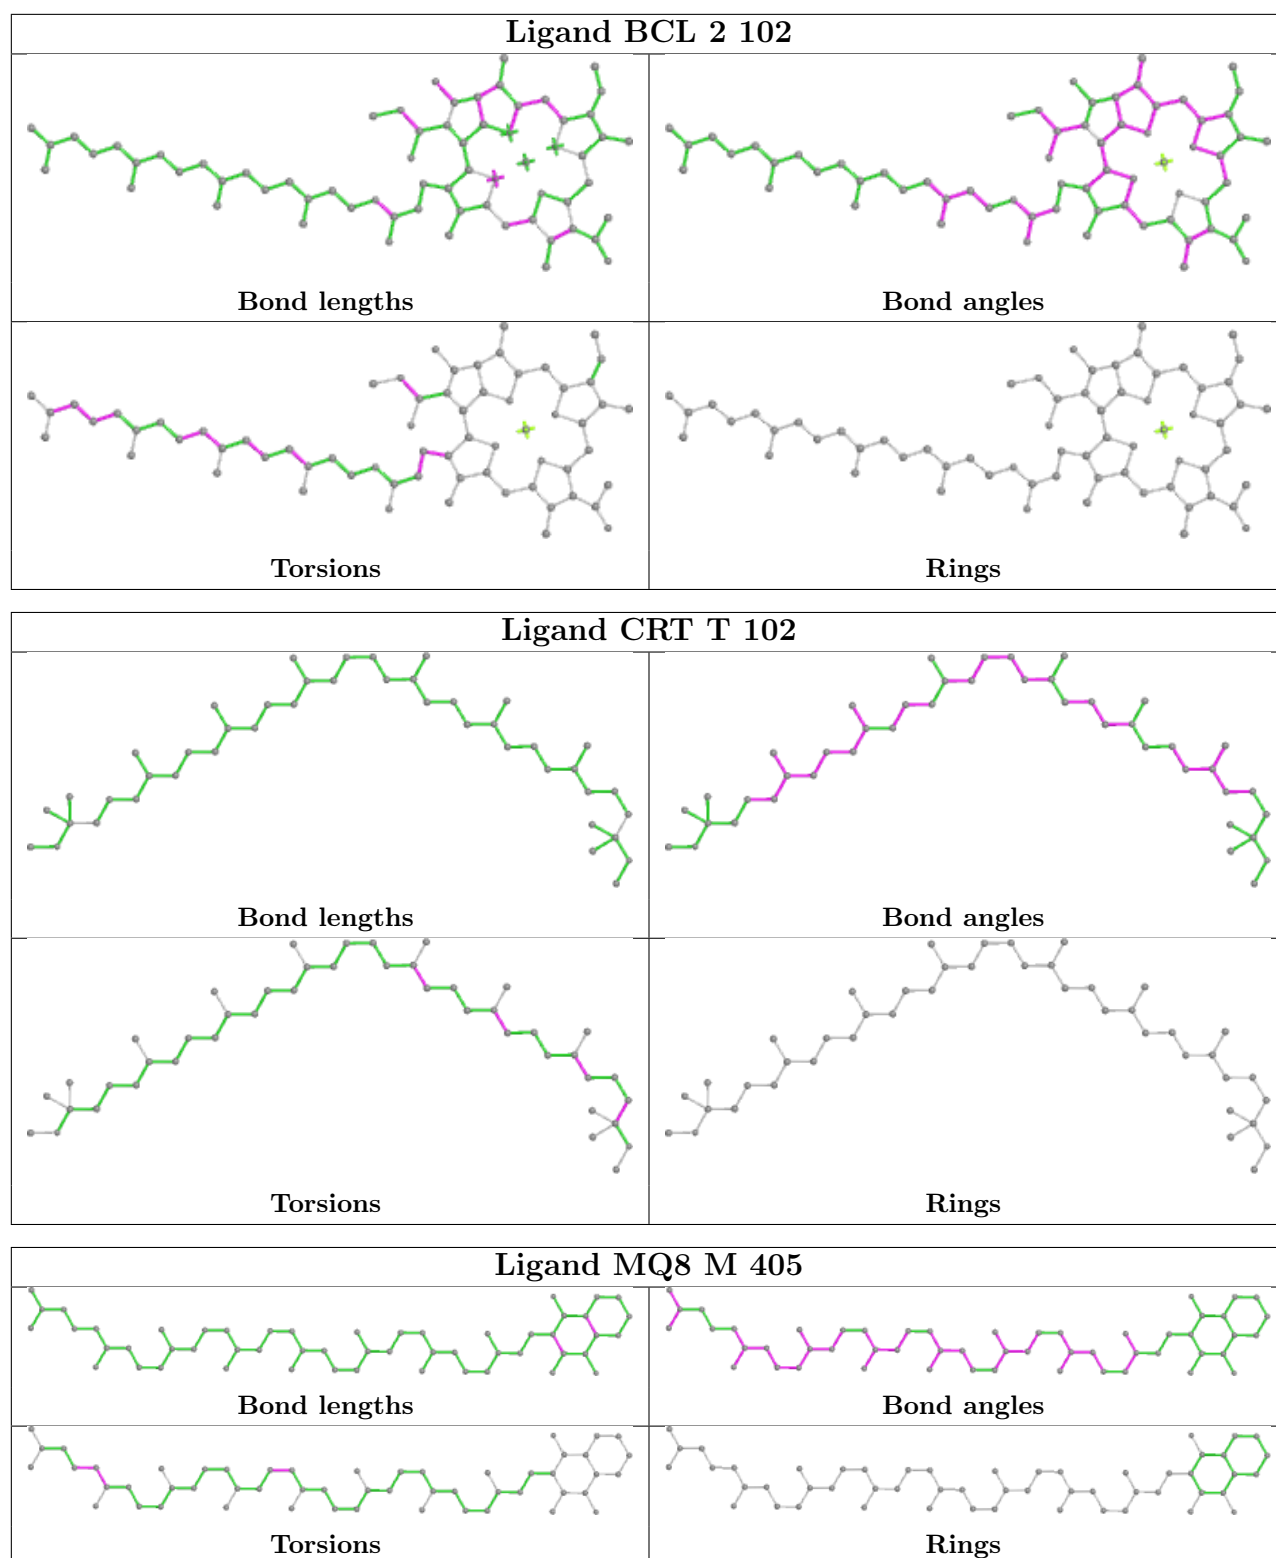 Ligand BCL 2 102
Bond lengths
Bond angles
Torsions
Rings
Ligand CRT T 102
Bond lengths
Bond angles
Torsions
Rings
Ligand MQ8 M 405
Bond lengths
Bond angles
Torsions
Rings